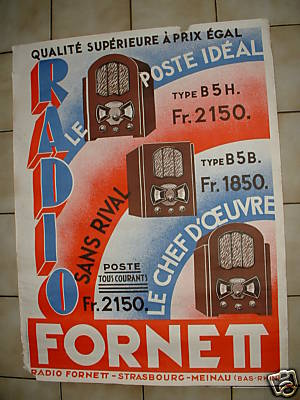 QUALITÉ SUPÉRIEURE À PRIX ÉGAL
RADIO
LE POSTE IDÉAL
TYPE B5H.
Fr. 2150.
SANS RIVAL
TYPE B5B.
Fr. 1850.
LE CHEF D'ŒUVRE
POSTE
TOUS COURANTS
Fr. 2150.
FORNETT
RADIO FORNETT - STRASBOURG - MEINAU (BAS-RHIN)
ebY